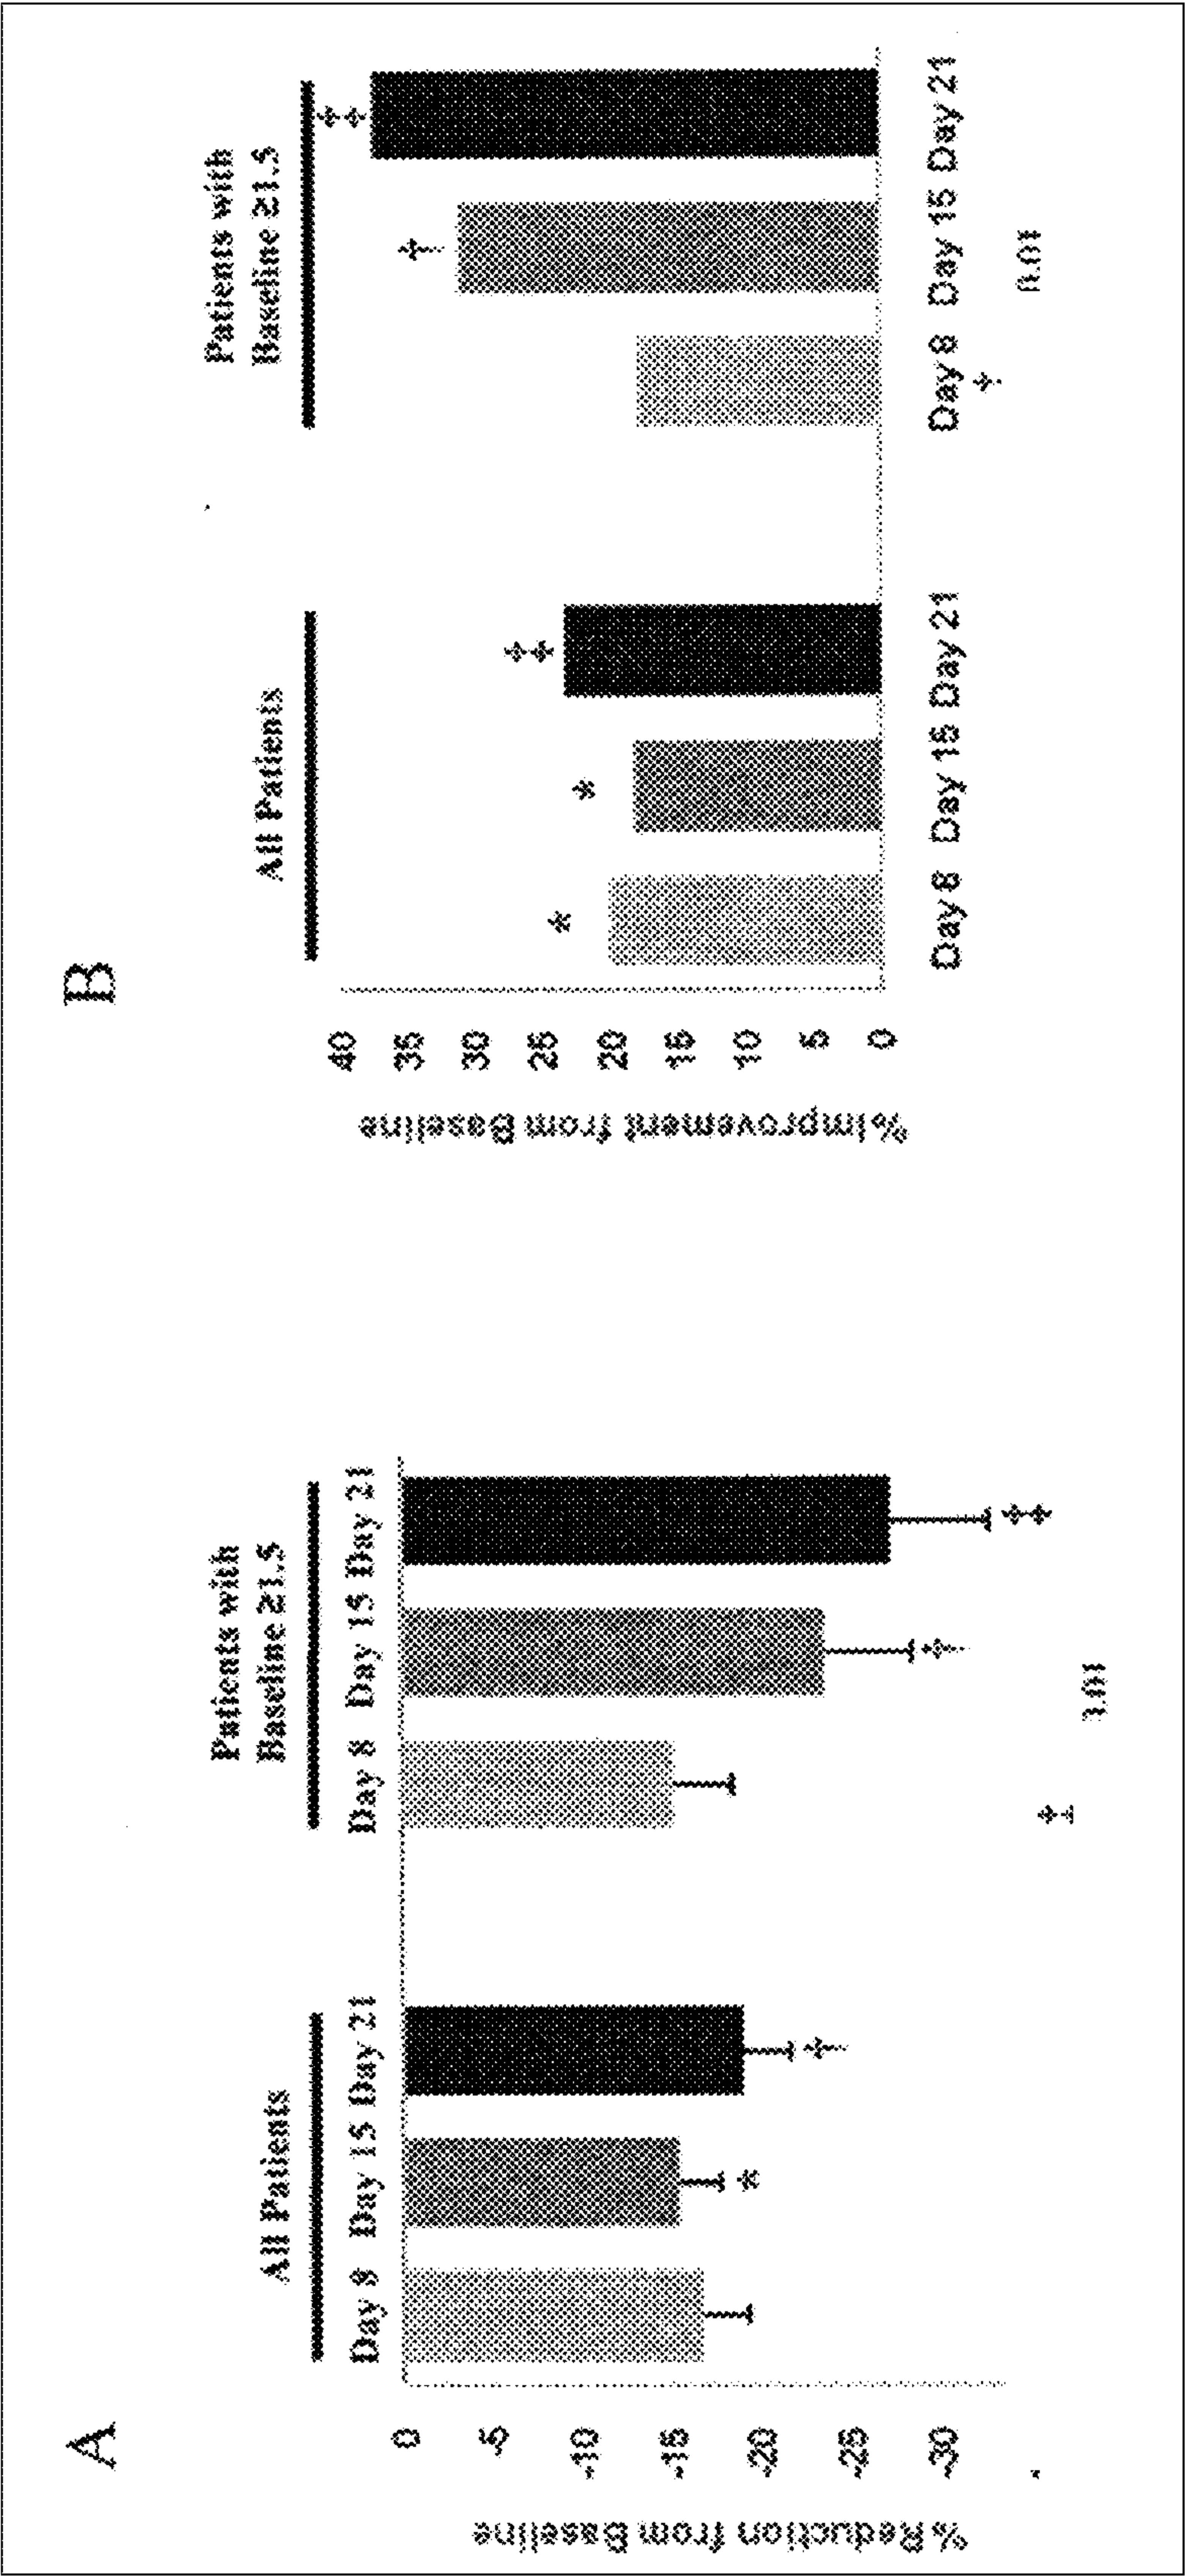 A
All Patients
Patients with
Baseline ≥1.5
Day 8 Day 15 Day 21
Day 8 Day 15 Day 21
0
-5
-10
-15
-20
-25
-30
% Reduction from Baseline
*
‡
‡
‡‡
‡
B
All Patients
Patients with
Baseline ≥1.5
40
35
30
25
20
15
10
5
0
% Improvement from Baseline
*
*
‡‡
‡
‡‡
Day 8 Day 15 Day 21
Day 8 Day 15 Day 21
‡